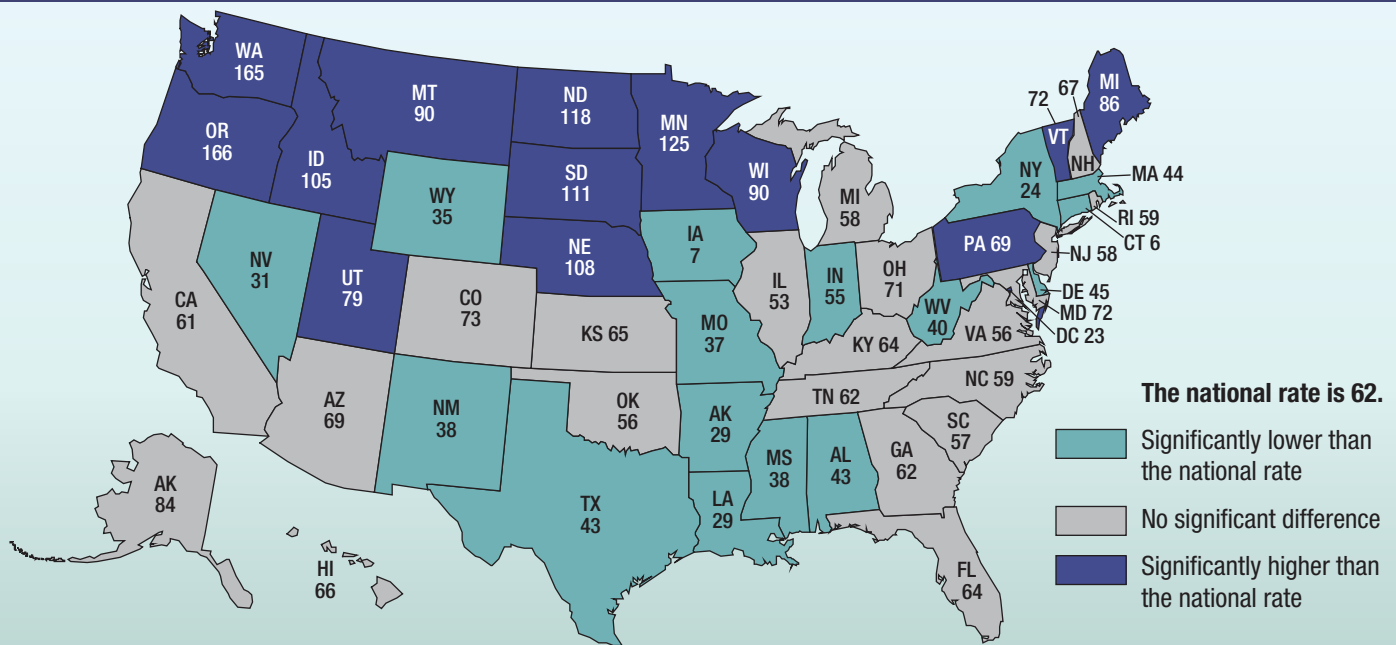 WA
165
OR
166
ID
105
MT
90
ND
118
SD
111
NE
108
MN
125
WI
90
WY
35
NV
31
UT
79
CA
61
CO
73
AZ
69
NM
38
KS 65
OK
56
TX
43
IA
7
MO
37
AK
29
LA
29
MS
38
AL
43
IL
53
IN
55
MI
58
OH
71
KY 64
TN 62
GA
62
FL
64
SC
57
NC 59
VA 56
WV
40
PA 69
NY
24
72
VT
67
NH
MI
86
MA 44
RI 59
CT 6
NJ 58
DE 45
MD 72
DC 23
AK
84
HI
66
The national rate is 62.
Significantly lower than
the national rate
No significant difference
Significantly higher than
the national rate